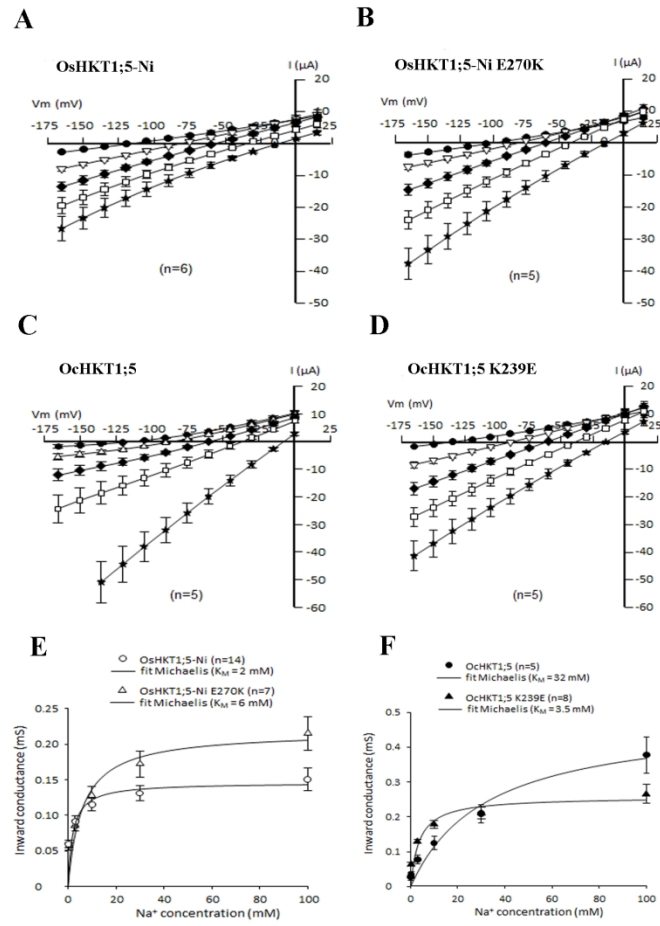 A
OsHKT1;5-Ni
I (µA)
Vm (mV)
-175 -150 -125 -100 -75 -50 -25 25
20
10
0
-10
-20
-30
-40
-50
(n=6)
B
OsHKT1;5-Ni E270K
I (µA)
Vm (mV)
-175 -150 -125 -100 -75 -50 -25 25
20
10
0
-10
-20
-30
-40
-50
(n=5)
C
OcHKT1;5
I (µA)
Vm (mV)
-175 -150 -125 -100 -75 -50 25
20
10
0
-10
-20
-30
-40
-50
-60
(n=5)
D
OcHKT1;5 K239E
I (µA)
Vm (mV)
-175 -150 -125 -100 -75 -50 25
20
10
0
-10
-20
-30
-40
-50
-60
(n=5)
E
OsHKT1;5-Ni (n=14)
fit Michaelis (KM = 2 mM)
OsHKT1;5-Ni E270K (n=7)
fit Michaelis (KM = 6 mM)
Inward conductance (mS)
0.25
0.20
0.15
0.10
0.05
0
0 20 40 60 80 100
Na⁺ concentration (mM)
F
OcHKT1;5 (n=5)
fit Michaelis (KM = 32 mM)
OcHKT1;5 K239E (n=8)
fit Michaelis (KM = 3.5 mM)
Inward conductance (mS)
0.5
0.4
0.3
0.2
0.1
0
0 20 40 60 80 100
Na⁺ concentration (mM)